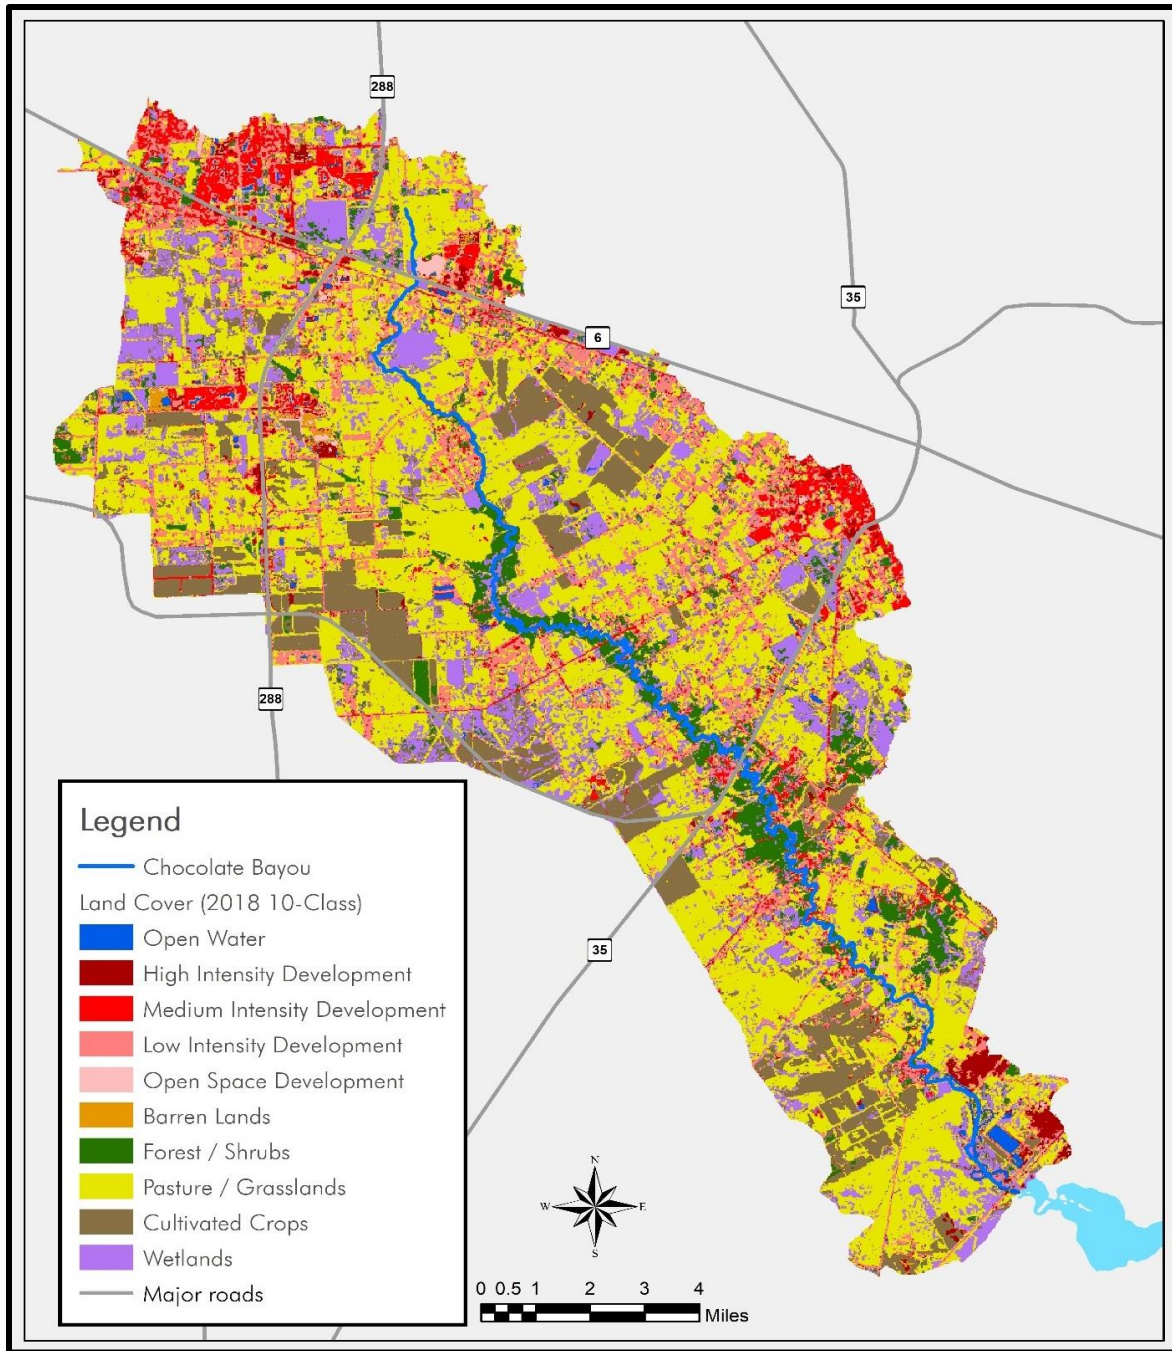 288
35
6
288
35
Legend
Chocolate Bayou
Land Cover (2018 10-Class)
Open Water
High Intensity Development
Medium Intensity Development
Low Intensity Development
Open Space Development
Barren Lands
Forest / Shrubs
Pasture / Grasslands
Cultivated Crops
Wetlands
Major roads
N
W E
S
0 0.5 1 2 3 4
Miles